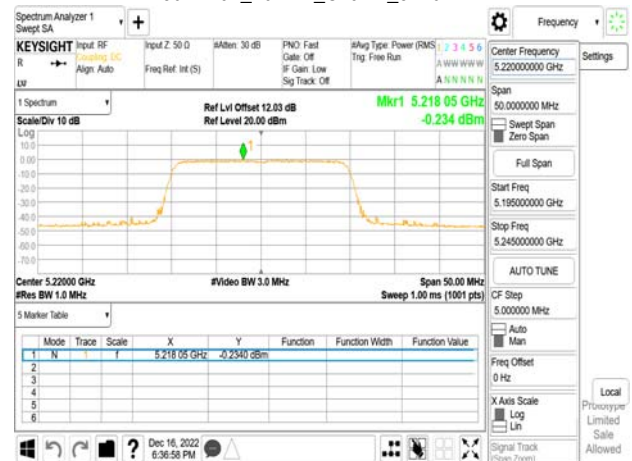 Spectrum Analyzer 1
Swept SA
Frequency
KEYSIGHT
Input: RF
Coupling: DC
Align: Auto
Input Z: 50 Ω
Freq Ref: Int (S)
#Atten: 30 dB
PNO: Fast
Gate: Off
IF Gain: Low
Sig Track: Off
#Avg Type: Power (RMS
Trig: Free Run
1 2 3 4 5 6
A W W W W W
A N N N N N
R
LXI
1 Spectrum
Scale/Div 10 dB
Ref Lvl Offset 12.03 dB
Ref Level 20.00 dBm
Mkr1 5.218 05 GHz
-0.234 dBm
Log
10.0
0.00
-10.0
-20.0
-30.0
-40.0
-50.0
-60.0
-70.0
1
Center 5.22000 GHz
#Res BW 1.0 MHz
#Video BW 3.0 MHz
Span 50.00 MHz
Sweep 1.00 ms (1001 pts)
5 Marker Table
Mode Trace Scale X Y Function Function Width Function Value
1 N 1 f 5.218 05 GHz -0.2340 dBm
2
3
4
5
6
Dec 16, 2022
6:36:58 PM
Center Frequency
5.220000000 GHz
Settings
Span
50.0000000 MHz
Swept Span
Zero Span
Full Span
Start Freq
5.195000000 GHz
Stop Freq
5.245000000 GHz
AUTO TUNE
CF Step
5.000000 MHz
Auto
Man
Freq Offset
0 Hz
X Axis Scale
Log
Lin
Signal Track
(Span Zoom)
Local
Prototype
Limited
Sale
Allowed